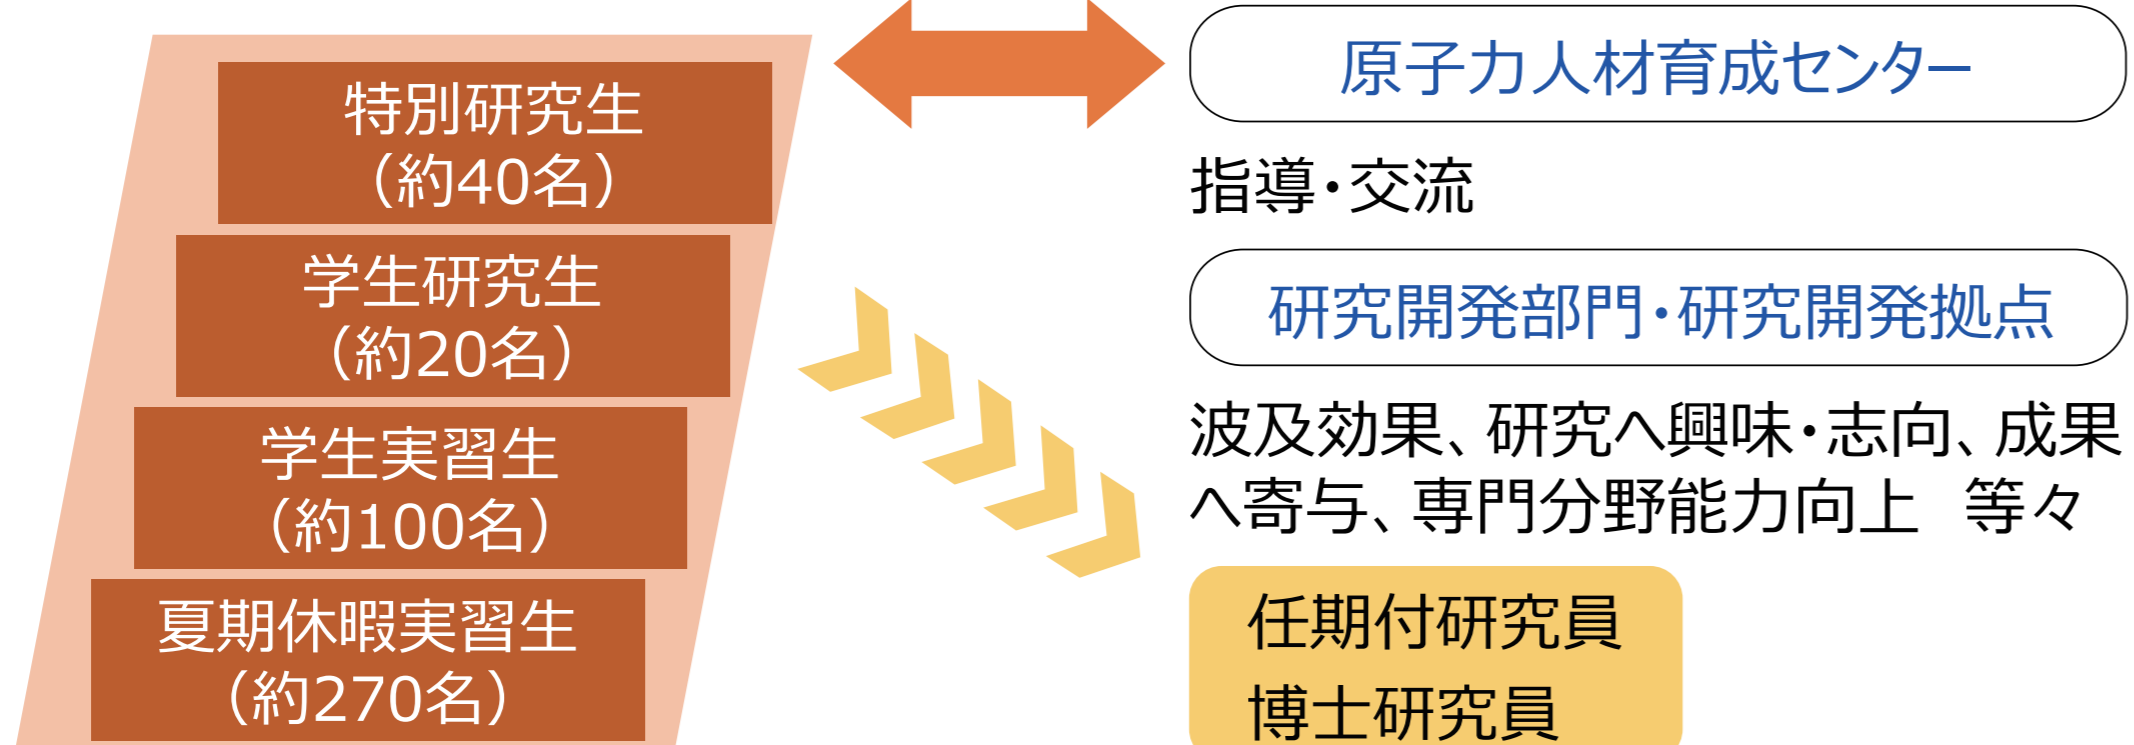 特別研究生
（約40名）
学生研究生
（約20名）
学生実習生
（約100名）
夏期休暇実習生
（約270名）
原子力人材育成センター
指導・交流
研究開発部門・研究開発拠点
波及効果、研究へ興味・志向、成果
へ寄与、専門分野能力向上　等々
任期付研究員
博士研究員